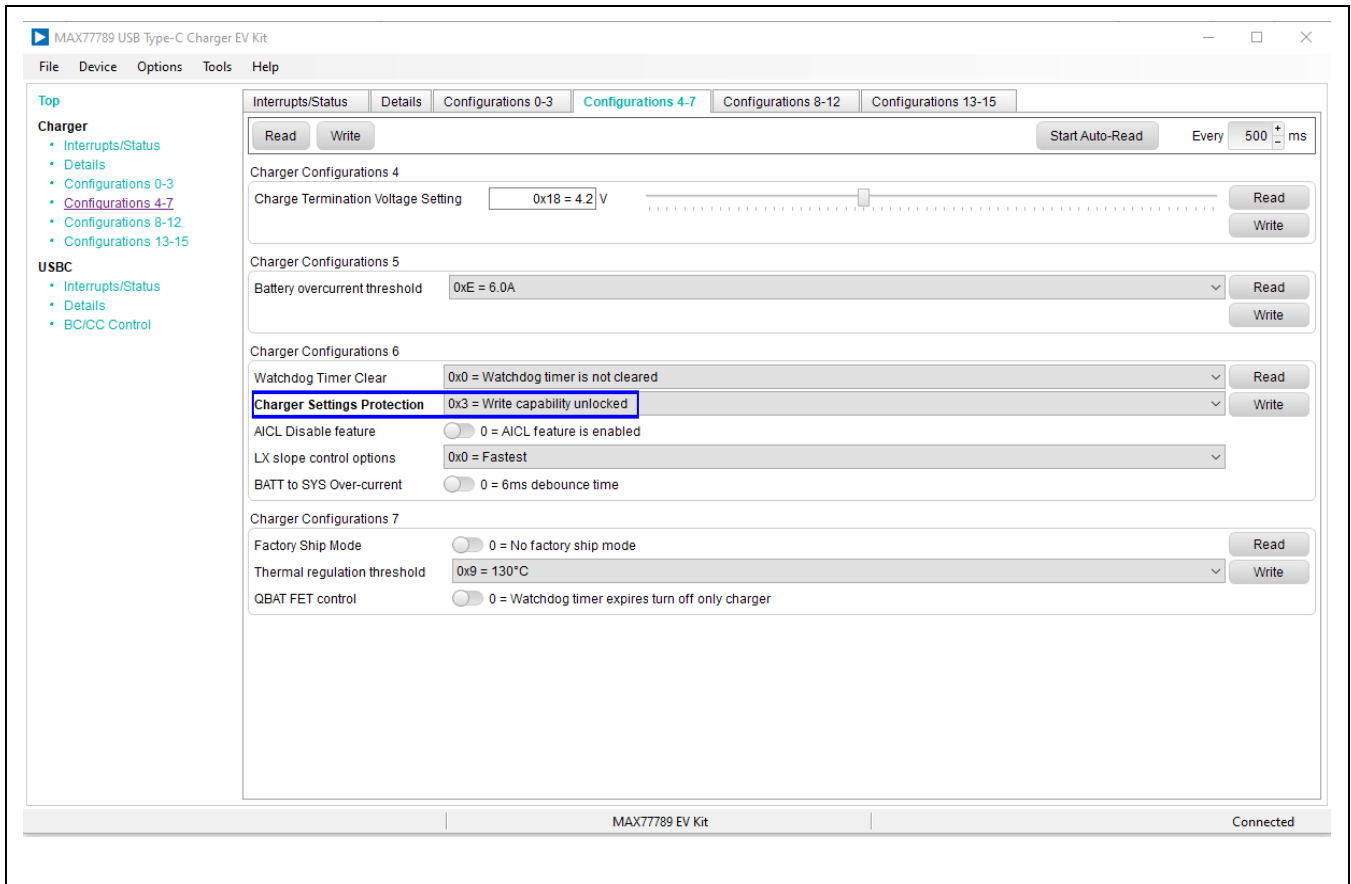 MAX77789 USB Type-C Charger EV Kit
File Device Options Tools Help
Top
Charger
• Interrupts/Status
• Details
• Configurations 0-3
• Configurations 4-7
• Configurations 8-12
• Configurations 13-15
USBC
• Interrupts/Status
• Details
• BC/CC Control
Interrupts/Status Details Configurations 0-3 Configurations 4-7 Configurations 8-12 Configurations 13-15
Read Write Start Auto-Read Every 500 + - ms
Charger Configurations 4
Charge Termination Voltage Setting 0x18 = 4.2 V Read
Write
Charger Configurations 5
Battery overcurrent threshold 0xE = 6.0A Read
Write
Charger Configurations 6
Watchdog Timer Clear 0x0 = Watchdog timer is not cleared Read
Charger Settings Protection 0x3 = Write capability unlocked Write
AICL Disable feature 0 = AICL feature is enabled
LX slope control options 0x0 = Fastest
BATT to SYS Over-current 0 = 6ms debounce time
Charger Configurations 7
Factory Ship Mode 0 = No factory ship mode Read
Thermal regulation threshold 0x9 = 130°C Write
QBAT FET control 0 = Watchdog timer expires turn off only charger
MAX77789 EV Kit Connected